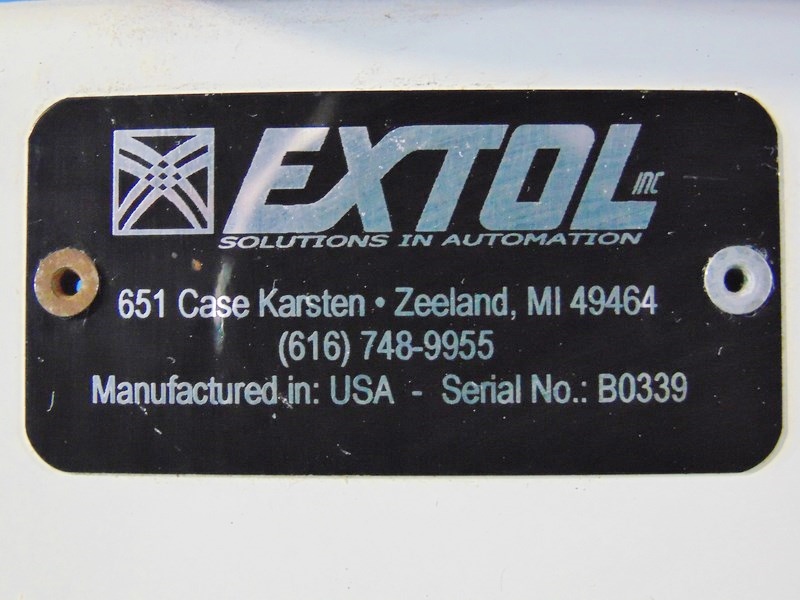 EXTOL INC
SOLUTIONS IN AUTOMATION
651 Case Karsten • Zeeland, MI 49464
(616) 748-9955
Manufactured in: USA - Serial No.: B0339